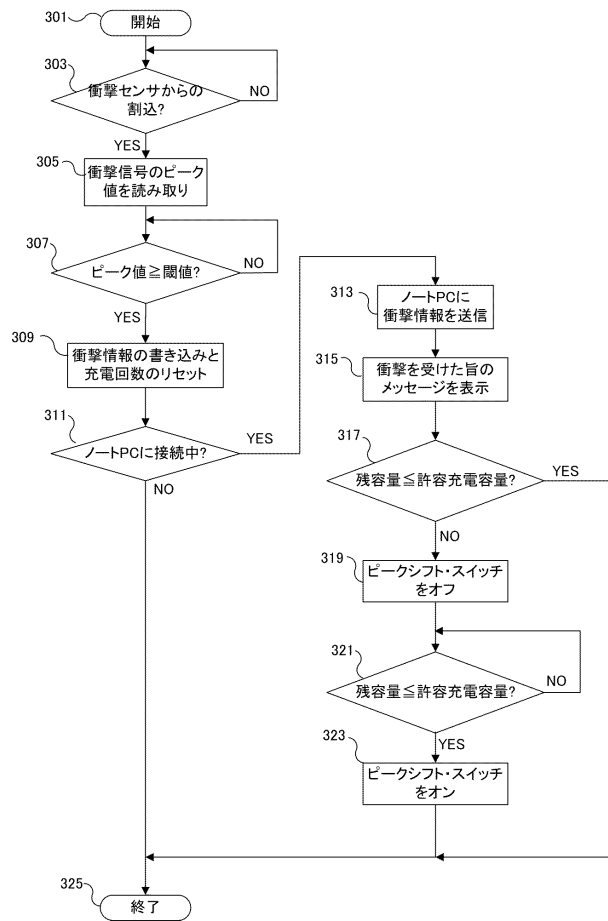 301
開始
303
衝撃センサからの
割込?
NO
YES
305
衝撃信号のピーク
値を読み取り
307
ピーク値≧閾値?
NO
YES
309
衝撃情報の書き込みと
充電回数のリセット
311
ノートPCに接続中?
YES
NO
313
ノートPCに
衝撃情報を送信
315
衝撃を受けた旨の
メッセージを表示
317
残容量≦許容充電容量?
YES
NO
319
ピークシフト・スイッチ
をオフ
321
残容量≦許容充電容量?
NO
YES
323
ピークシフト・スイッチ
をオン
325
終了